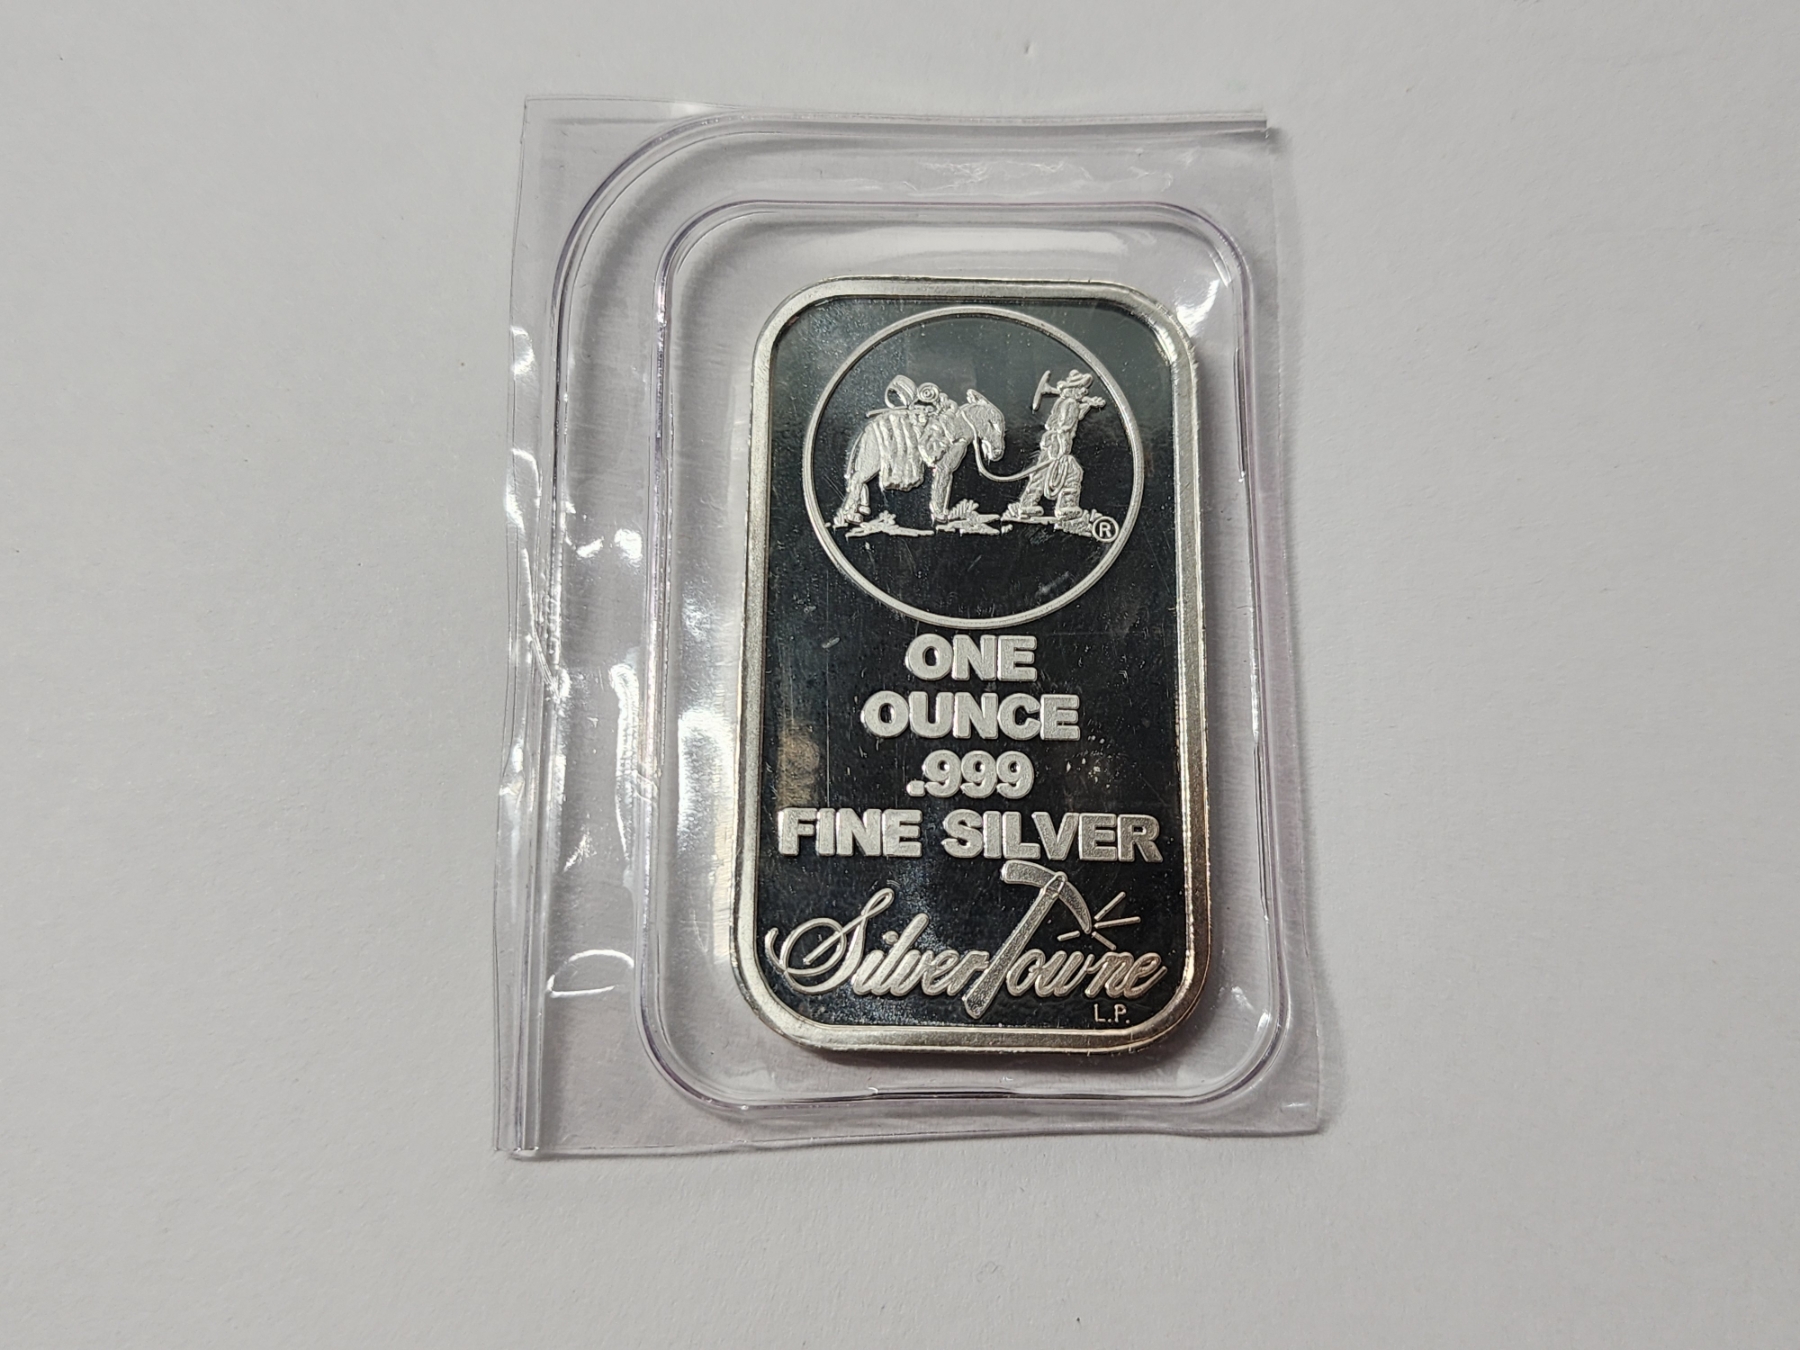 ®
ONE
OUNCE
.999
FINE SILVER
SilverTowne
L.P.